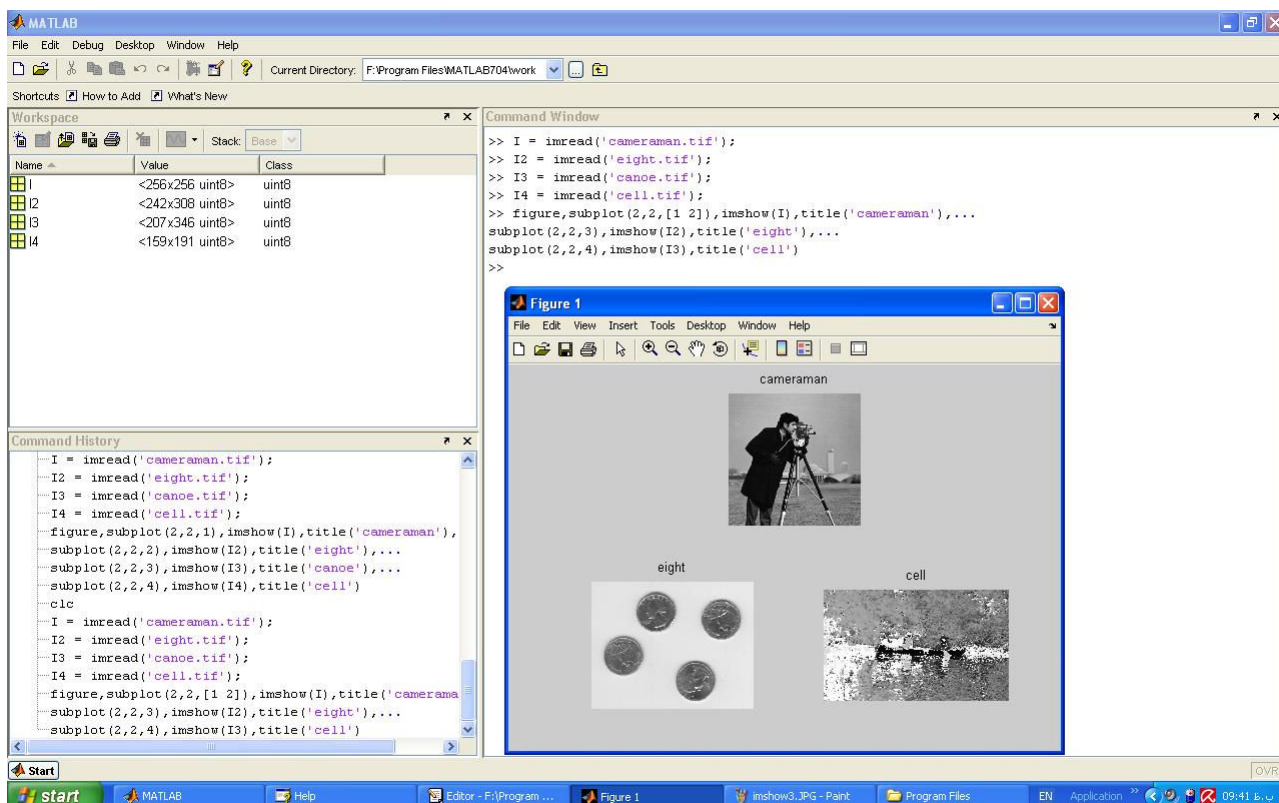 MATLAB
File Edit Debug Desktop Window Help
Current Directory: F:\Program Files\MATLAB704\work
Shortcuts How to Add What's New
Workspace
Stack: Base
Name Value Class
I <256x256 uint8> uint8
I2 <242x308 uint8> uint8
I3 <207x346 uint8> uint8
I4 <159x191 uint8> uint8
Command History
I = imread('cameraman.tif');
I2 = imread('eight.tif');
I3 = imread('canoe.tif');
I4 = imread('cell.tif');
figure,subplot(2,2,1),imshow(I),title('cameraman'),
subplot(2,2,2),imshow(I2),title('eight'),...
subplot(2,2,3),imshow(I3),title('canoe'),...
subplot(2,2,4),imshow(I4),title('cell')
clc
I = imread('cameraman.tif');
I2 = imread('eight.tif');
I3 = imread('canoe.tif');
I4 = imread('cell.tif');
figure,subplot(2,2,[1 2]),imshow(I),title('camerama
subplot(2,2,3),imshow(I2),title('eight'),...
subplot(2,2,4),imshow(I3),title('cell')
Command Window
>> I = imread('cameraman.tif');
>> I2 = imread('eight.tif');
>> I3 = imread('canoe.tif');
>> I4 = imread('cell.tif');
>> figure,subplot(2,2,[1 2]),imshow(I),title('cameraman'),...
subplot(2,2,3),imshow(I2),title('eight'),...
subplot(2,2,4),imshow(I3),title('cell')
>>
Figure 1
File Edit View Insert Tools Desktop Window Help
cameraman
eight
cell
Start
OVR
start MATLAB Help Editor - F:\Program ... Figure 1 imshow3.JPG - Paint Program Files EN Application 09:41 ب.ظ